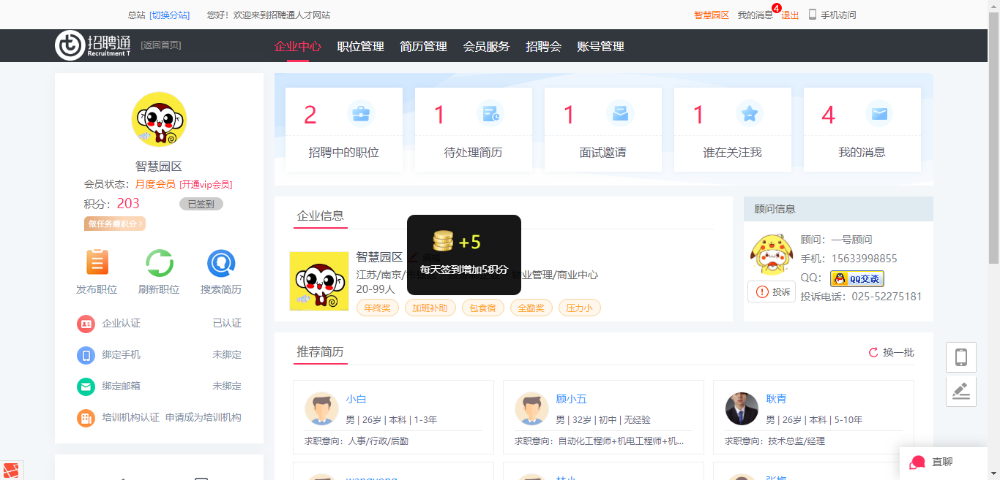 总站 [切换分站] 您好！欢迎来到招聘通人才网站
智慧园区 我的消息 4 退出 手机访问
招聘通
Recruitment T
[返回首页]
企业中心 职位管理 简历管理 会员服务 招聘会 账号管理
智慧园区
会员状态：月度会员 [开通vip会员]
积分：203 已签到
做任务赚积分 >
发布职位 刷新职位 搜索简历
企业认证 已认证
绑定手机 未绑定
绑定邮箱 未绑定
培训机构认证 申请成为培训机构
2 1 1 1 4
招聘中的职位 待处理简历 面试邀请 谁在关注我 我的消息
企业信息
+5
每天签到增加5积分
智慧园区
江苏/南京/
物业管理/商业中心
20-99人
年终奖 加班补助 包食宿 全勤奖 压力小
顾问信息
顾问：一号顾问
手机：15633998855
QQ： QQ交谈
投诉
投诉电话：025-52275181
推荐简历 换一批
小白
男 | 26岁 | 本科 | 1-3年
求职意向：人事/行政/后勤
顾小五
男 | 32岁 | 初中 | 无经验
求职意向：自动化工程师+机电工程师+机...
耿青
男 | 26岁 | 本科 | 5-10年
求职意向：技术总监/经理
直聊